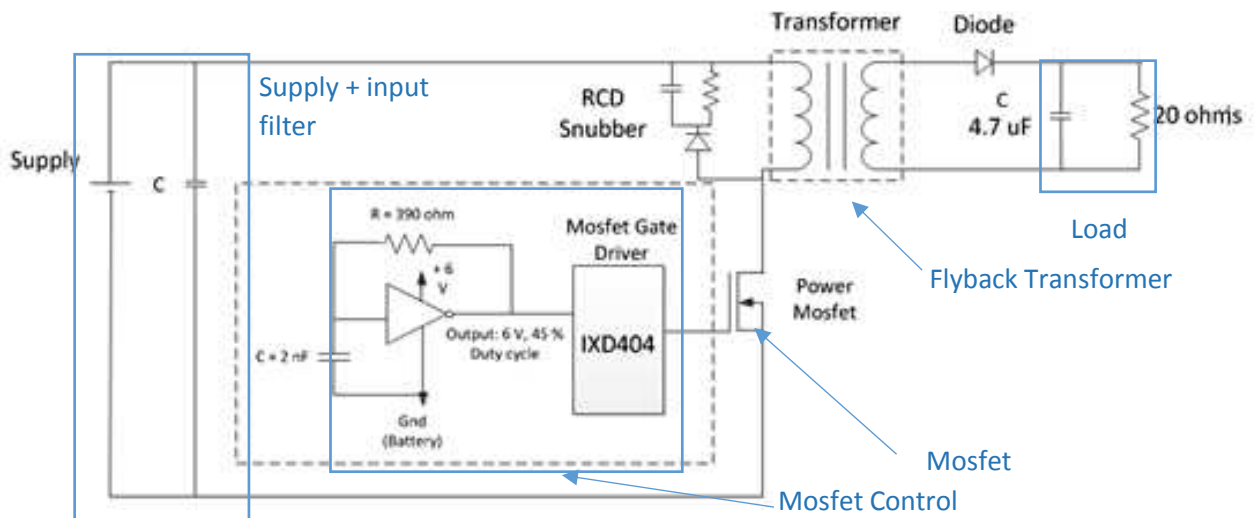 Transformer
Diode
Supply + input
filter
RCD
Snubber
C
4.7 uF
20 ohms
Supply
C
R = 390 ohm
Mosfet Gate
Driver
+ 6
V
Load
Flyback Transformer
Power
Mosfet
Output: 6 V, 45 %
Duty cycle
IXD404
C = 2 nF
Gnd
(Battery)
Mosfet
Mosfet Control